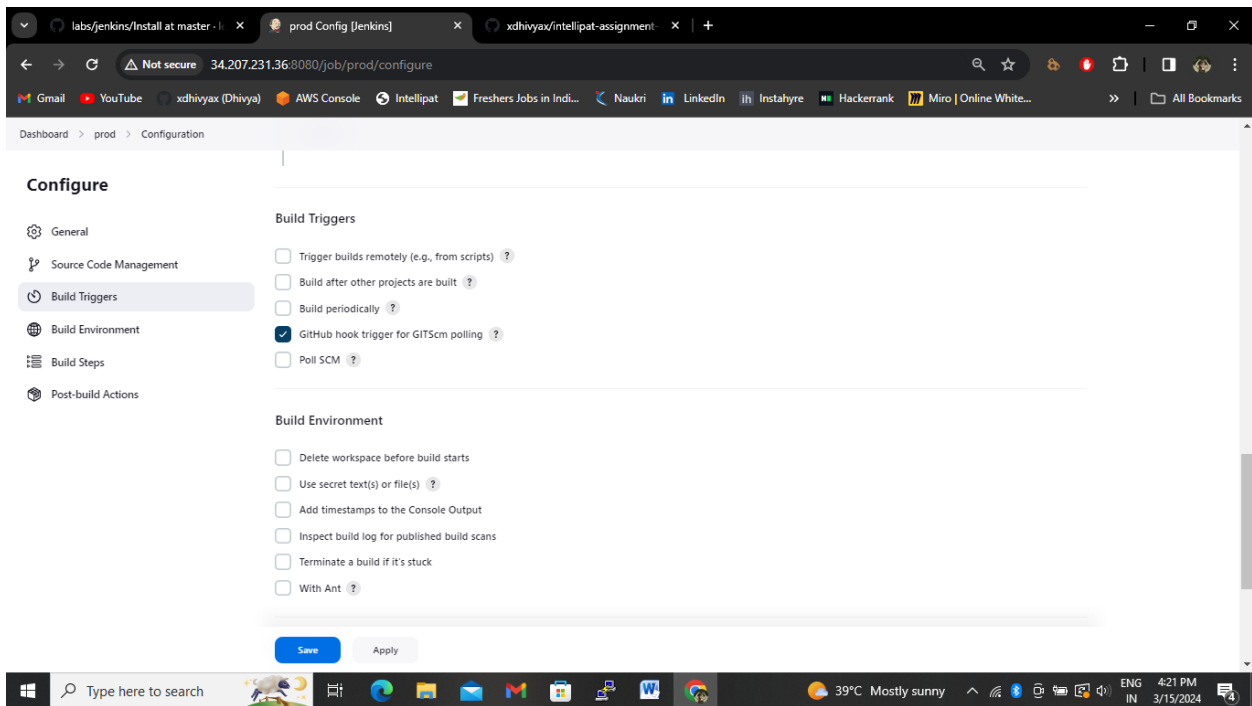 labs/jenkins/Install at master · l
prod Config [Jenkins]
xdhivyax/intellipat-assignment-
Not secure 34.207.231.36:8080/job/prod/configure
Gmail YouTube xdhivyax (Dhivya) AWS Console Intellipat Freshers Jobs in Indi... Naukri LinkedIn Instahyre Hackerrank Miro | Online White... » All Bookmarks
Dashboard > prod > Configuration
Configure
General
Source Code Management
Build Triggers
Build Environment
Build Steps
Post-build Actions
Build Triggers
Trigger builds remotely (e.g., from scripts) ?
Build after other projects are built ?
Build periodically ?
GitHub hook trigger for GITScm polling ?
Poll SCM ?
Build Environment
Delete workspace before build starts
Use secret text(s) or file(s) ?
Add timestamps to the Console Output
Inspect build log for published build scans
Terminate a build if it's stuck
With Ant ?
Save Apply
Type here to search
39°C Mostly sunny
ENG
IN
4:21 PM
3/15/2024
4